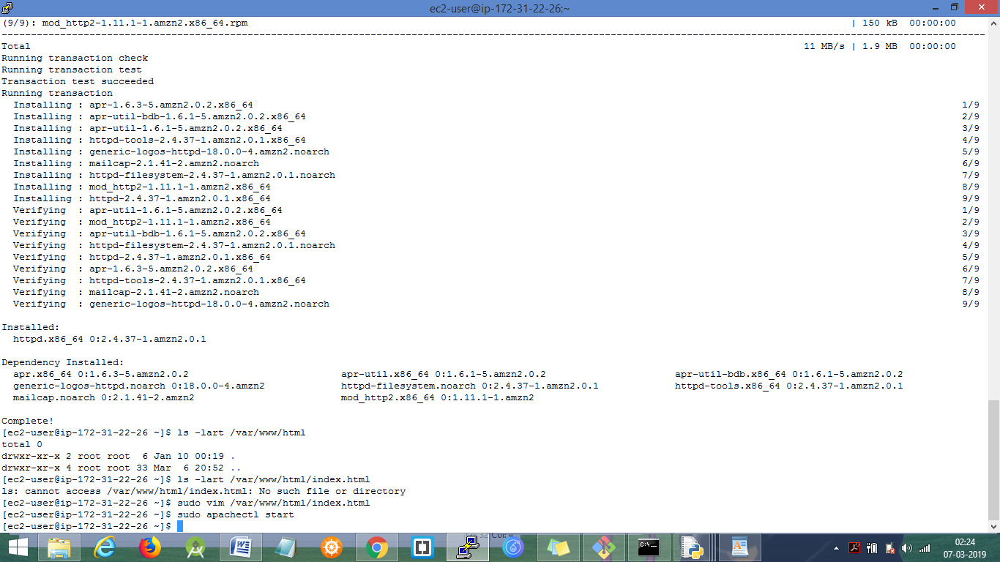 ec2-user@ip-172-31-22-26:~
(9/9): mod_http2-1.11.1-1.amzn2.x86_64.rpm | 150 kB 00:00:00
--------------------------------------------------------------------------------
Total 11 MB/s | 1.9 MB 00:00:00
Running transaction check
Running transaction test
Transaction test succeeded
Running transaction
Installing : apr-1.6.3-5.amzn2.0.2.x86_64 1/9
Installing : apr-util-bdb-1.6.1-5.amzn2.0.2.x86_64 2/9
Installing : apr-util-1.6.1-5.amzn2.0.2.x86_64 3/9
Installing : httpd-tools-2.4.37-1.amzn2.0.1.x86_64 4/9
Installing : generic-logos-httpd-18.0.0-4.amzn2.noarch 5/9
Installing : mailcap-2.1.41-2.amzn2.noarch 6/9
Installing : httpd-filesystem-2.4.37-1.amzn2.0.1.noarch 7/9
Installing : mod_http2-1.11.1-1.amzn2.x86_64 8/9
Installing : httpd-2.4.37-1.amzn2.0.1.x86_64 9/9
Verifying : apr-util-1.6.1-5.amzn2.0.2.x86_64 1/9
Verifying : mod_http2-1.11.1-1.amzn2.x86_64 2/9
Verifying : apr-util-bdb-1.6.1-5.amzn2.0.2.x86_64 3/9
Verifying : httpd-filesystem-2.4.37-1.amzn2.0.1.noarch 4/9
Verifying : httpd-2.4.37-1.amzn2.0.1.x86_64 5/9
Verifying : apr-1.6.3-5.amzn2.0.2.x86_64 6/9
Verifying : httpd-tools-2.4.37-1.amzn2.0.1.x86_64 7/9
Verifying : mailcap-2.1.41-2.amzn2.noarch 8/9
Verifying : generic-logos-httpd-18.0.0-4.amzn2.noarch 9/9
Installed:
httpd.x86_64 0:2.4.37-1.amzn2.0.1
Dependency Installed:
apr.x86_64 0:1.6.3-5.amzn2.0.2 apr-util.x86_64 0:1.6.1-5.amzn2.0.2 apr-util-bdb.x86_64 0:1.6.1-5.amzn2.0.2
generic-logos-httpd.noarch 0:18.0.0-4.amzn2 httpd-filesystem.noarch 0:2.4.37-1.amzn2.0.1 httpd-tools.x86_64 0:2.4.37-1.amzn2.0.1
mailcap.noarch 0:2.1.41-2.amzn2 mod_http2.x86_64 0:1.11.1-1.amzn2
Complete!
[ec2-user@ip-172-31-22-26 ~]$ ls -lart /var/www/html
total 0
drwxr-xr-x 2 root root 6 Jan 10 00:19 .
drwxr-xr-x 4 root root 33 Mar 6 20:52 ..
[ec2-user@ip-172-31-22-26 ~]$ ls -lart /var/www/html/index.html
ls: cannot access /var/www/html/index.html: No such file or directory
[ec2-user@ip-172-31-22-26 ~]$ sudo vim /var/www/html/index.html
[ec2-user@ip-172-31-22-26 ~]$ sudo apachectl start
[ec2-user@ip-172-31-22-26 ~]$
02:24
07-03-2019